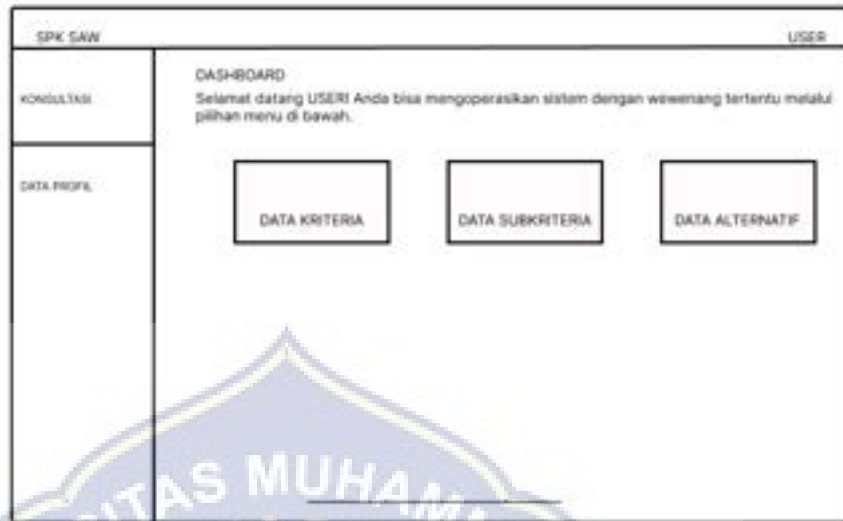 SPK SAW
USER
KONSULTASI
DATA PROFIL
DASHBOARD
Selamat datang USER! Anda bisa mengoperasikan sistem dengan wewenang tertentu melalui
pilihan menu di bawah.
DATA KRITERIA
DATA SUBKRITERIA
DATA ALTERNATIF
ITAS MUHAM